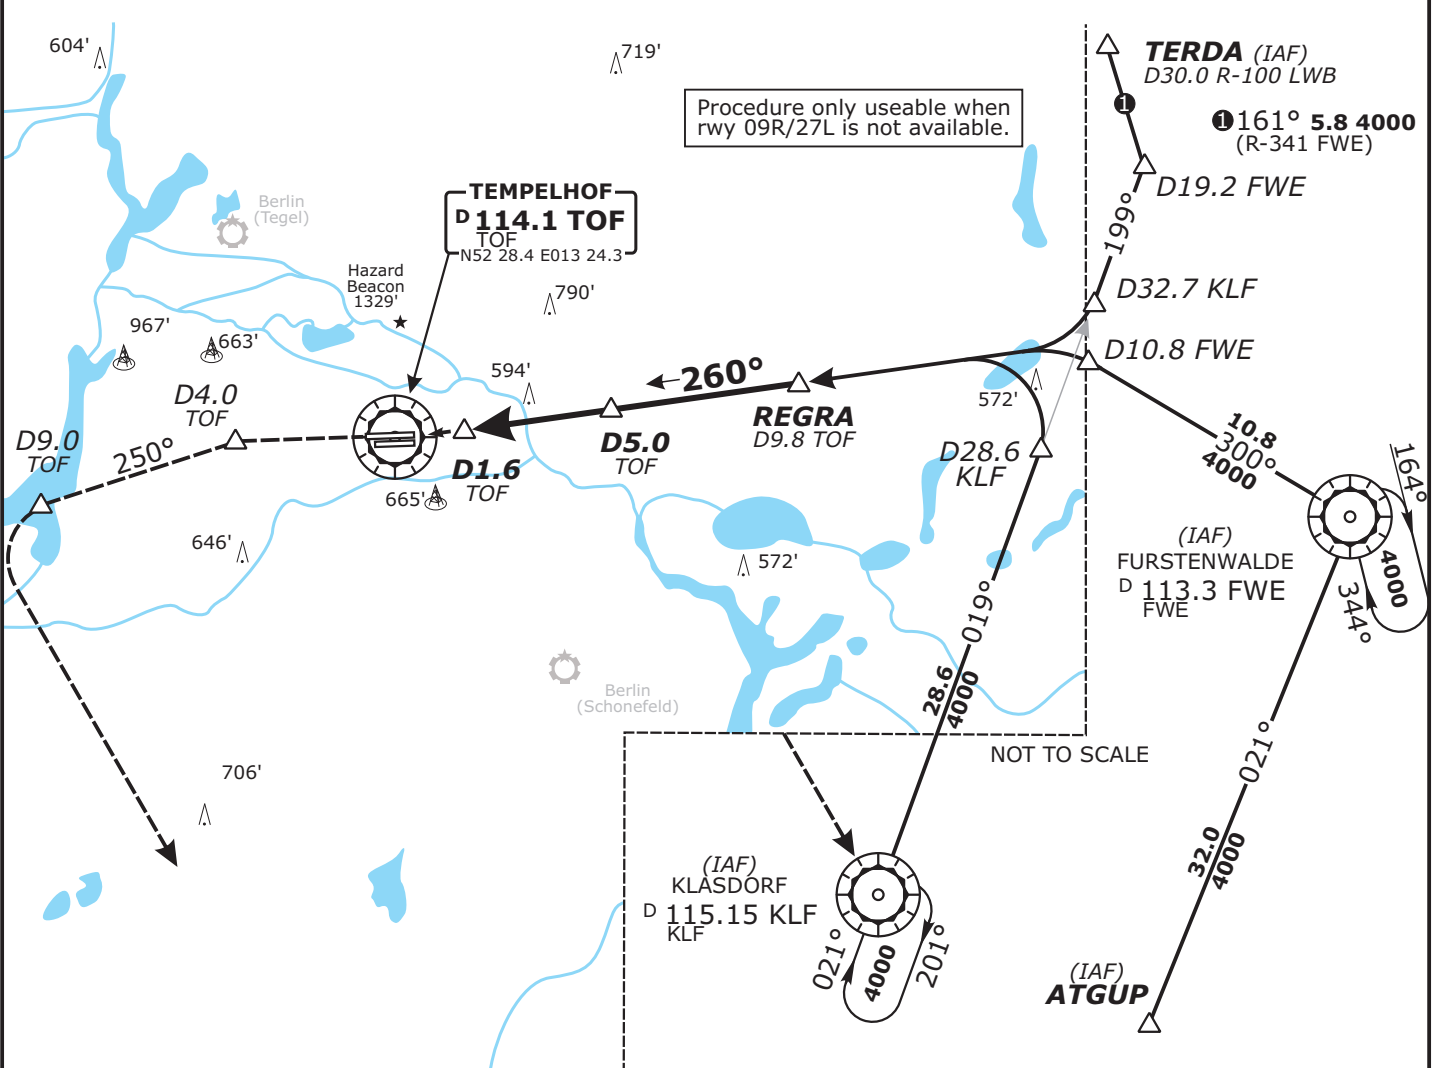 604'
719'
TERDA (IAF)
D30.0 R-100 LWB
Procedure only useable when
rwy 09R/27L is not available.
1
1 161° 5.8 4000
(R-341 FWE)
D19.2 FWE
TEMPELHOF
D 114.1 TOF
TOF
N52 28.4 E013 24.3
Berlin
(Tegel)
199°
Hazard
Beacon
1329'
790'
D32.7 KLF
967'
663'
D10.8 FWE
594'
260°
572'
D4.0
TOF
REGRA
D9.8 TOF
D9.0
TOF
250°
D5.0
TOF
D28.6
KLF
10.8
300°
4000
D1.6
TOF
164°
665'
646'
572'
(IAF)
FURSTENWALDE
D 113.3 FWE
FWE
4000
344°
019°
28.6
4000
Berlin
(Schonefeld)
NOT TO SCALE
021°
706'
32.0
4000
(IAF)
KLASDORF
D 115.15 KLF
KLF
021°
4000
201°
(IAF)
ATGUP